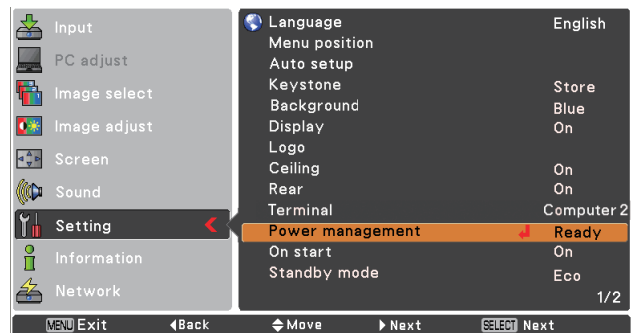 Input
PC adjust
Image select
Image adjust
Screen
Sound
Setting
Information
Network
Language English
Menu position
Auto setup
Keystone Store
Background Blue
Display On
Logo
Ceiling On
Rear On
Terminal Computer 2
Power management Ready
On start On
Standby mode Eco
1/2
MENU Exit Back Move Next SELECT Next